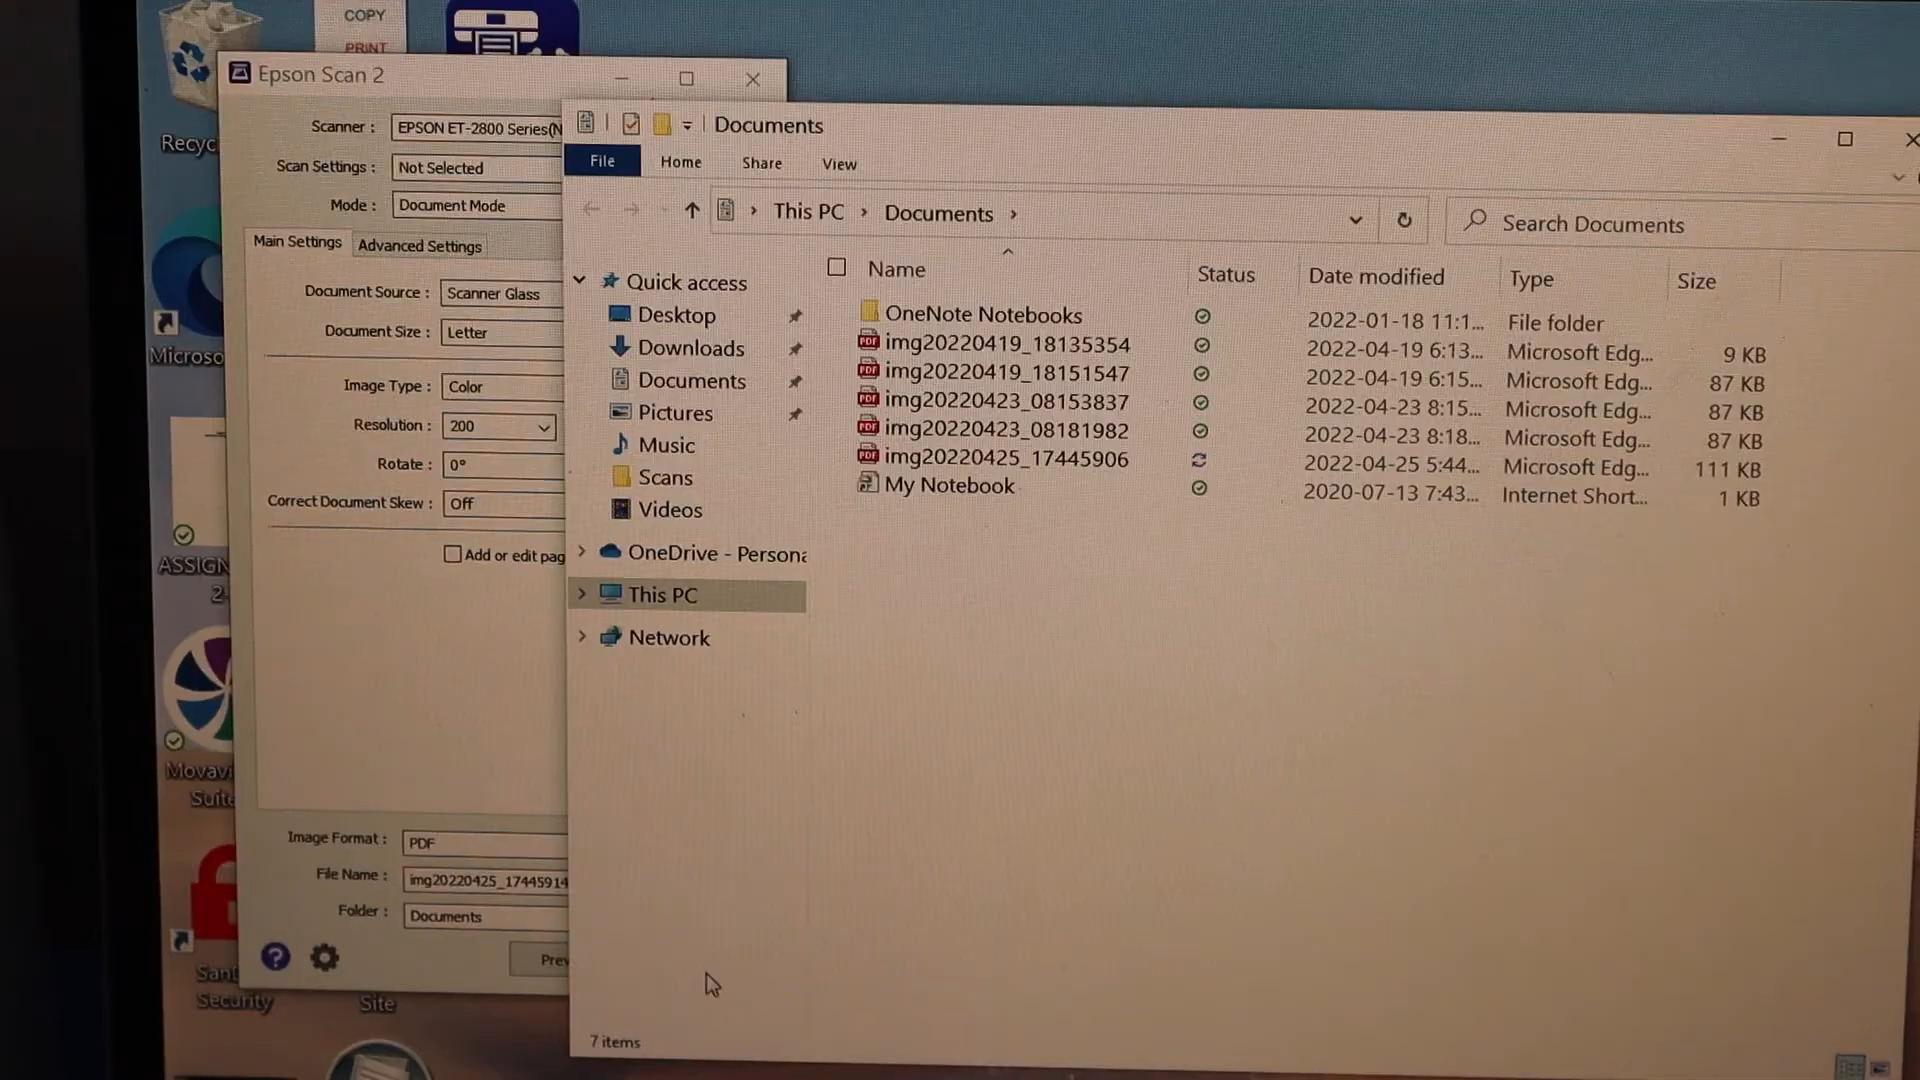 COPY
PRINT
Epson Scan 2
Scanner :
EPSON ET-2800 Series(N
Scan Settings :
Not Selected
Mode :
Document Mode
Main Settings
Advanced Settings
Document Source :
Scanner Glass
Document Size :
Letter
Image Type :
Color
Resolution :
200
Rotate :
0°
Correct Document Skew :
Off
Add or edit pag
Image Format :
PDF
File Name :
img20220425_17445914
Folder :
Documents
?
Prev
Documents
File
Home
Share
View
This PC
Documents
Search Documents
Name
Status
Date modified
Type
Size
OneNote Notebooks
2022-01-18 11:1...
File folder
PDF
img20220419_18135354
2022-04-19 6:13...
Microsoft Edg...
9 KB
PDF
img20220419_18151547
2022-04-19 6:15...
Microsoft Edg...
87 KB
PDF
img20220423_08153837
2022-04-23 8:15...
Microsoft Edg...
87 KB
PDF
img20220423_08181982
2022-04-23 8:18...
Microsoft Edg...
87 KB
PDF
img20220425_17445906
2022-04-25 5:44...
Microsoft Edg...
111 KB
My Notebook
2020-07-13 7:43...
Internet Short...
1 KB
Quick access
Desktop
Downloads
Documents
Pictures
Music
Scans
Videos
OneDrive - Persona
This PC
Network
7 items
Recyc
Microso
ASSIGN
2-
Movavi
Suite
Sant
Security
Site